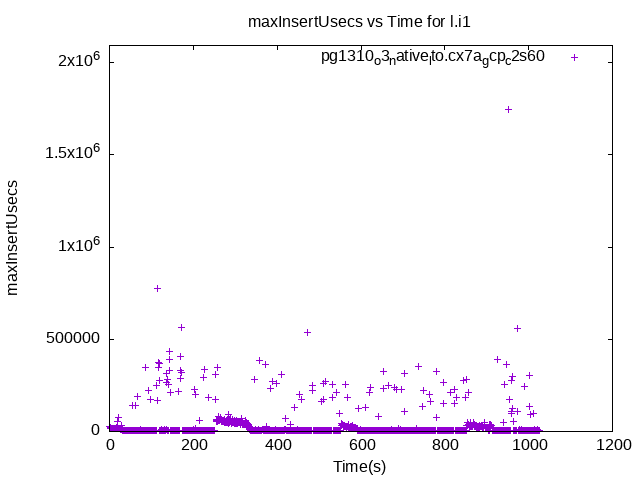 maxInsertUsecs vs Time for l.i1
pg1310_o3_native_lto.cx7a_gcp_c2s60
2x10^6
1.5x10^6
1x10^6
500000
0
maxInsertUsecs
0 200 400 600 800 1000 1200
Time(s)